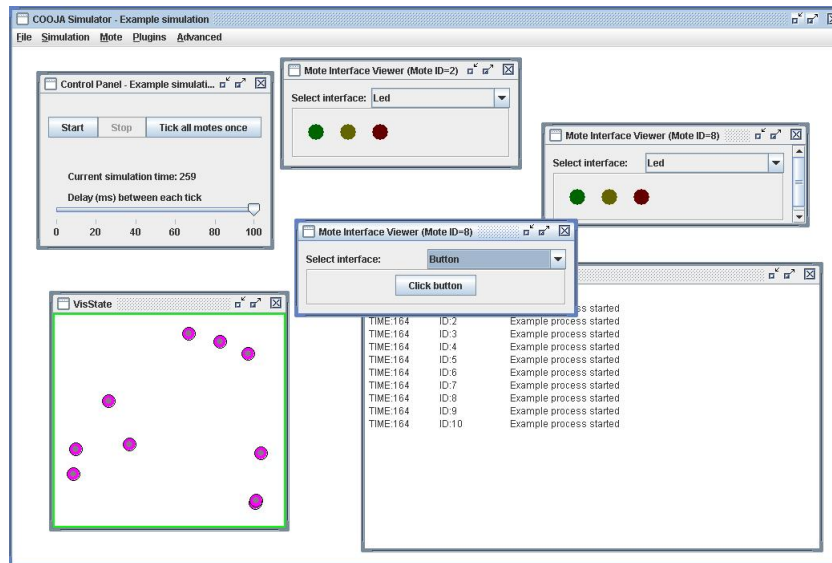 COOJA Simulator - Example simulation
File Simulation Mote Plugins Advanced
Control Panel - Example simulati...
Start Stop Tick all motes once
Current simulation time: 259
Delay (ms) between each tick
0 20 40 60 80 100
Mote Interface Viewer (Mote ID=2)
Select interface: Led
Mote Interface Viewer (Mote ID=8)
Select interface: Led
Mote Interface Viewer (Mote ID=8)
Select interface: Button
Click button
VisState
process started
TIME:164 ID:2 Example process started
TIME:164 ID:3 Example process started
TIME:164 ID:4 Example process started
TIME:164 ID:5 Example process started
TIME:164 ID:6 Example process started
TIME:164 ID:7 Example process started
TIME:164 ID:8 Example process started
TIME:164 ID:9 Example process started
TIME:164 ID:10 Example process started